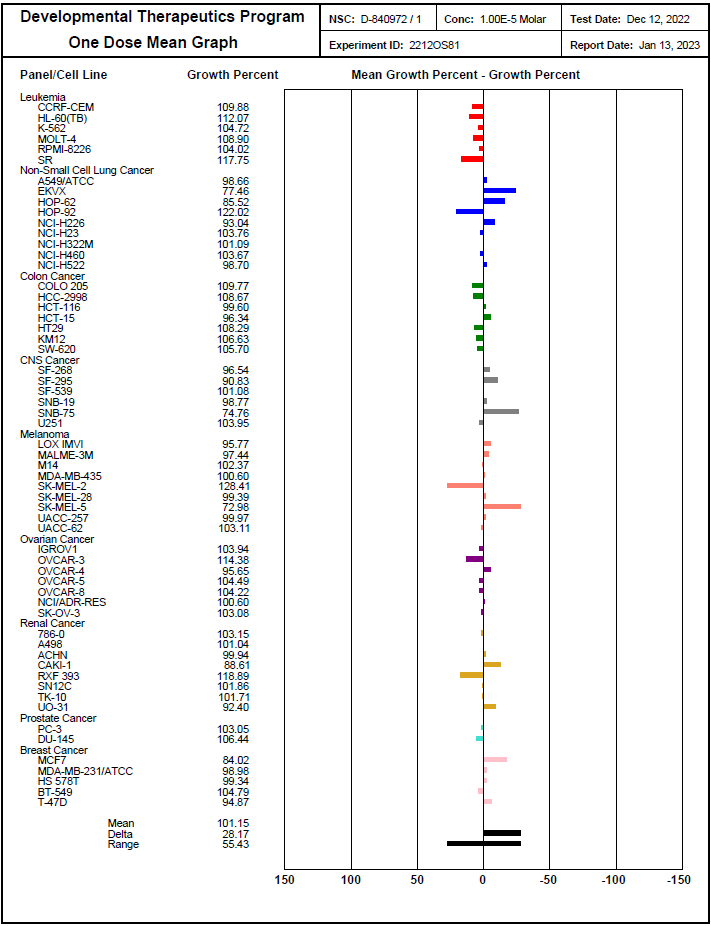 Developmental Therapeutics Program
One Dose Mean Graph
NSC: D-840972 / 1
Conc: 1.00E-5 Molar
Test Date: Dec 12, 2022
Experiment ID: 2212OS81
Report Date: Jan 13, 2023
Panel/Cell Line Growth Percent Mean Growth Percent - Growth Percent
Leukemia
CCRF-CEM 109.88
HL-60(TB) 112.07
K-562 104.72
MOLT-4 108.90
RPMI-8226 104.02
SR 117.75
Non-Small Cell Lung Cancer
A549/ATCC 98.66
EKVX 77.46
HOP-62 85.52
HOP-92 122.02
NCI-H226 93.04
NCI-H23 103.76
NCI-H322M 101.09
NCI-H460 103.67
NCI-H522 98.70
Colon Cancer
COLO 205 109.77
HCC-2998 108.67
HCT-116 99.60
HCT-15 96.34
HT29 108.29
KM12 106.63
SW-620 105.70
CNS Cancer
SF-268 96.54
SF-295 90.83
SF-539 101.08
SNB-19 98.77
SNB-75 74.76
U251 103.95
Melanoma
LOX IMVI 95.77
MALME-3M 97.44
M14 102.37
MDA-MB-435 100.60
SK-MEL-2 128.41
SK-MEL-28 99.39
SK-MEL-5 72.98
UACC-257 99.97
UACC-62 103.11
Ovarian Cancer
IGROV1 103.94
OVCAR-3 114.38
OVCAR-4 95.65
OVCAR-5 104.49
OVCAR-8 104.22
NCI/ADR-RES 100.60
SK-OV-3 103.08
Renal Cancer
786-0 103.15
A498 101.04
ACHN 99.94
CAKI-1 88.61
RXF 393 118.89
SN12C 101.86
TK-10 101.71
UO-31 92.40
Prostate Cancer
PC-3 103.05
DU-145 106.44
Breast Cancer
MCF7 84.02
MDA-MB-231/ATCC 98.98
HS 578T 99.34
BT-549 104.79
T-47D 94.87
Mean 101.15
Delta 28.17
Range 55.43
150 100 50 0 -50 -100 -150